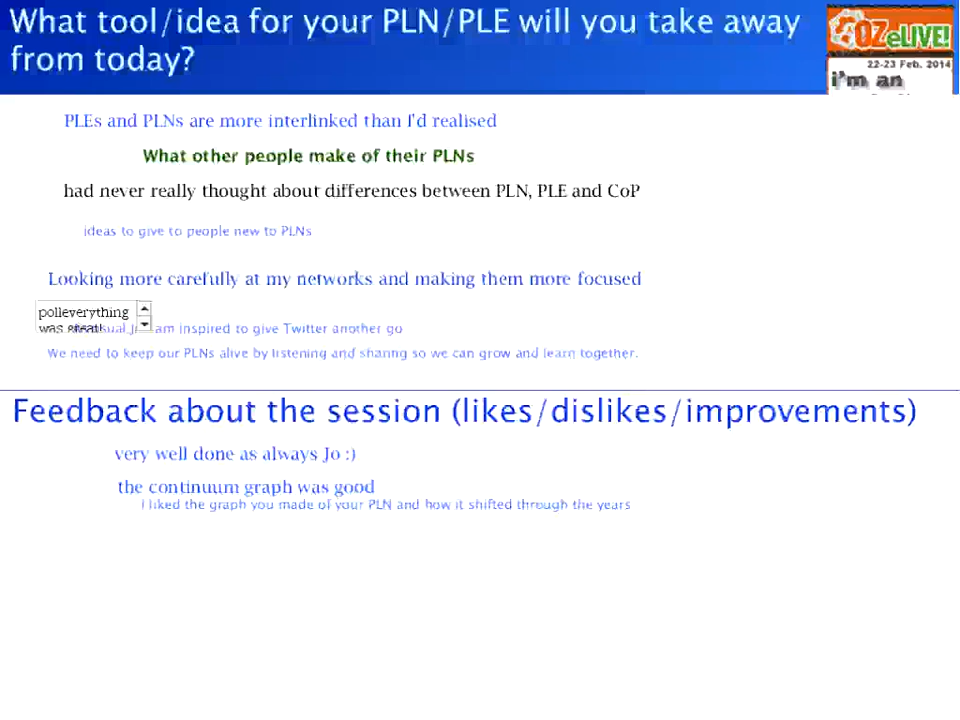 What tool/idea for your PLN/PLE will you take away
from today?
OZeLIVE!
22-23 Feb. 2014
i'm an
PLEs and PLNs are more interlinked than I'd realised
What other people make of their PLNs
had never really thought about differences between PLN, PLE and CoP
ideas to give to people new to PLNs
Looking more carefully at my networks and making them more focused
polleverything
was great!
am inspired to give Twitter another go
We need to keep our PLNs alive by listening and sharing so we can grow and learn together.
Feedback about the session (likes/dislikes/improvements)
very well done as always Jo :)
the continuum graph was good
I liked the graph you made of your PLN and how it shifted through the years